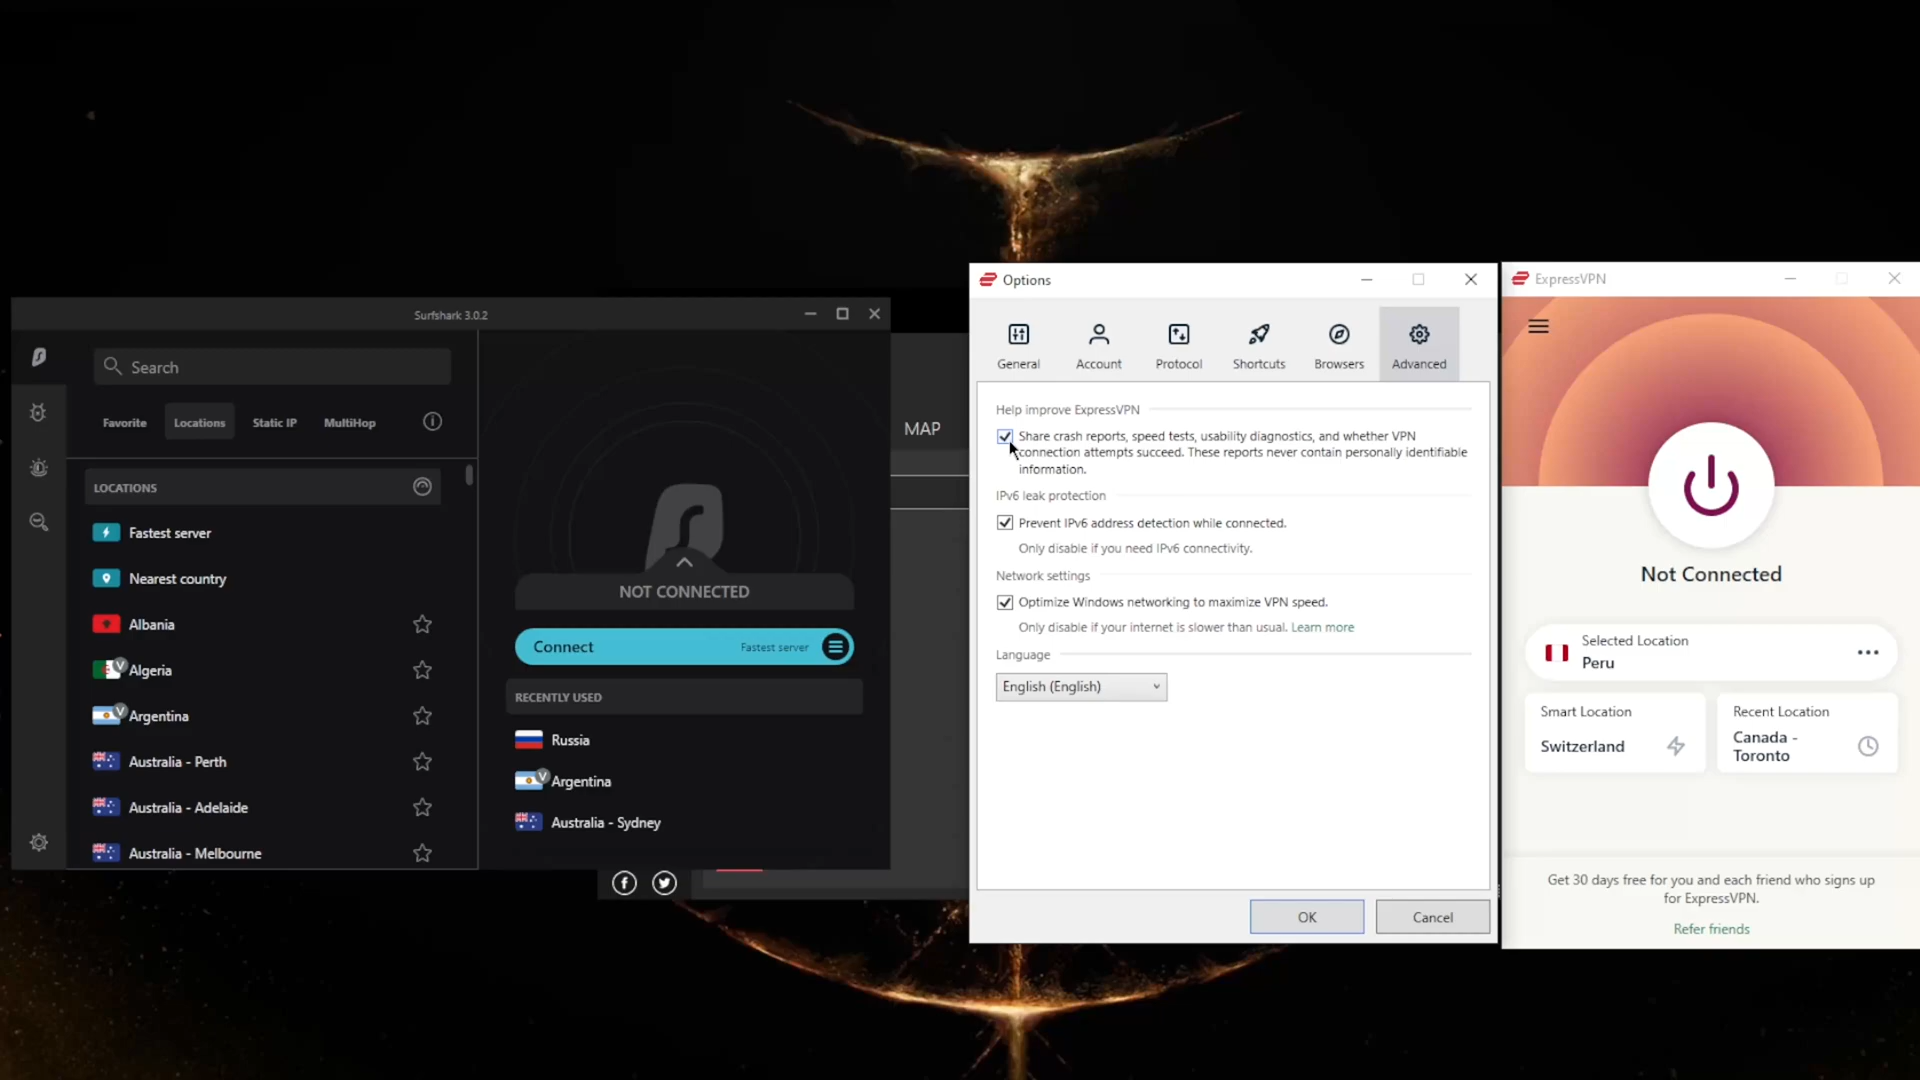 Surfshark 3.0.2
Search
Favorite
Locations
Static IP
MultiHop
LOCATIONS
Fastest server
Nearest country
Albania
V
Algeria
V
Argentina
Australia - Perth
Australia - Adelaide
Australia - Melbourne
NOT CONNECTED
Connect
Fastest server
RECENTLY USED
Russia
V
Argentina
Australia - Sydney
MAP
Options
General
Account
Protocol
Shortcuts
Browsers
Advanced
Help improve ExpressVPN
Share crash reports, speed tests, usability diagnostics, and whether VPN
connection attempts succeed. These reports never contain personally identifiable
information.
IPv6 leak protection
Prevent IPv6 address detection while connected.
Only disable if you need IPv6 connectivity.
Network settings
Optimize Windows networking to maximize VPN speed.
Only disable if your internet is slower than usual. Learn more
Language
English (English)
OK
Cancel
ExpressVPN
Not Connected
Selected Location
Peru
Smart Location
Switzerland
Recent Location
Canada -
Toronto
Get 30 days free for you and each friend who signs up
for ExpressVPN.
Refer friends